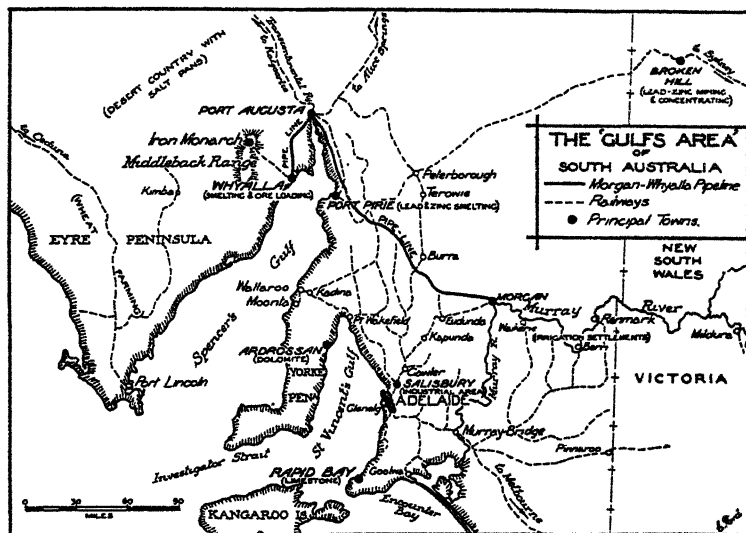 (DESERT COUNTRY WITH
SALT PANS)
Transcontinental Rly.
to Kalgoorlie
to Alice Springs
to Sydney
BROKEN
HILL
(LEAD-ZINC MINING
& CONCENTRATING)
THE 'GULFS AREA'
OF
SOUTH AUSTRALIA
Morgan-Whyalla Pipeline
Railways
Principal Towns
to Ceduna
PORT AUGUSTA
Iron Monarch
Middleback Range
PIPE LINE
WHYALLA
(SMELTING & ORE LOADING)
Kimba
(WHEAT
FARMING)
EYRE
PENINSULA
Peterborough
Terowie
PORT PIRIE (LEAD & ZINC SMELTING)
PIPE-LINE
Burra
NEW
SOUTH
WALES
Spencer's
Gulf
Wallaroo
Moonta
Kadina
Pt Wakefield
MORGAN
Murray
River
Eudunda
Kapunda
Waikerie
Renmark
(IRRIGATION SETTLEMENTS)
Berri
Mildura
Murray R.
ARDROSSAN
(DOLOMITE)
YORKE
PEN.
St Vincent's Gulf
Gawler
SALISBURY
(INDUSTRIAL AREA)
ADELAIDE
Glenelg
VICTORIA
Port Lincoln
Murray Bridge
Pinnaroo
Investigator Strait
RAPID BAY
(LIMESTONE)
Goolwa
to Melbourne
Encounter
Bay
KANGAROO IS.
0 30 60 90
MILES